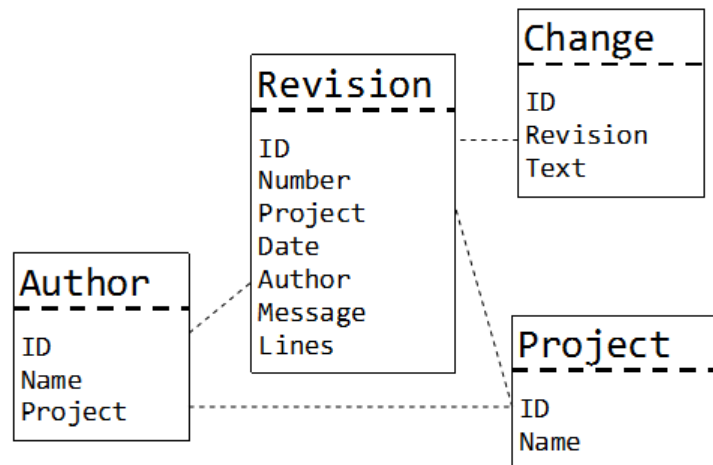 Change
ID
Revision
Text
Revision
ID
Number
Project
Date
Author
Message
Lines
Author
ID
Name
Project
Project
ID
Name